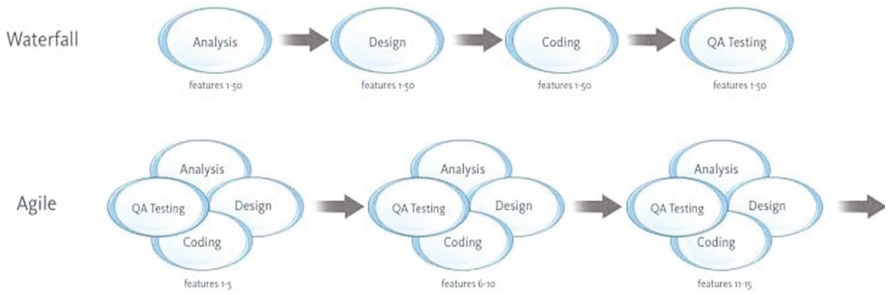 Waterfall
Analysis
Design
Coding
QA Testing
features 1-50
features 1-50
features 1-50
features 1-50
Agile
Analysis
QA Testing
Design
Coding
features 1-5
Analysis
QA Testing
Design
Coding
features 6-10
Analysis
QA Testing
Design
Coding
features 11-15